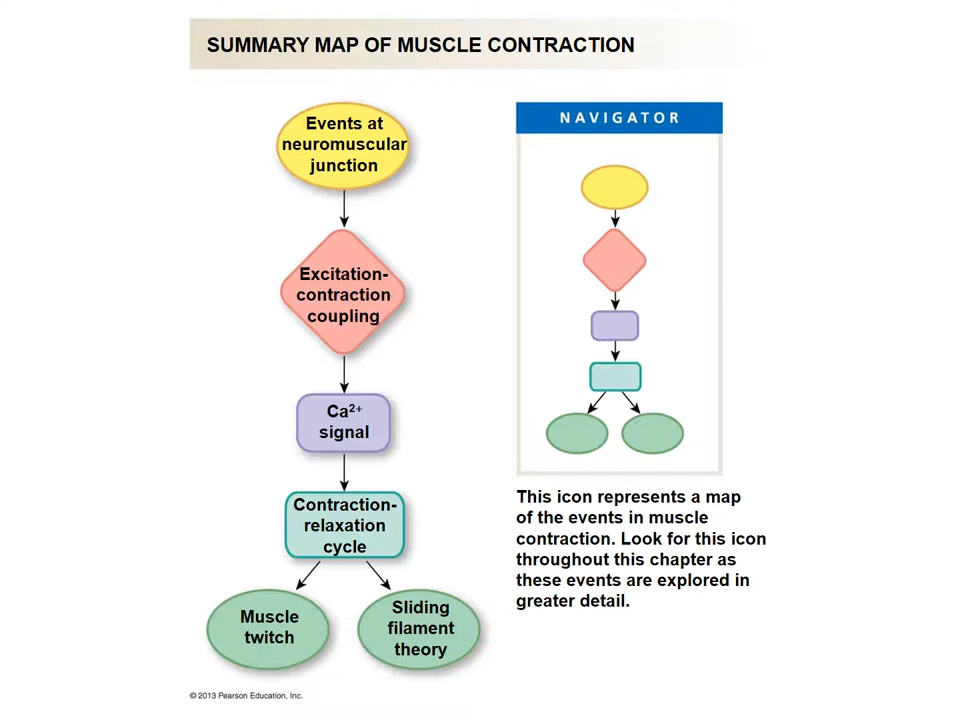 SUMMARY MAP OF MUSCLE CONTRACTION
Events at
neuromuscular
junction
Excitation-
contraction
coupling
Ca²⁺
signal
Contraction-
relaxation
cycle
Muscle
twitch
Sliding
filament
theory
NAVIGATOR
This icon represents a map
of the events in muscle
contraction. Look for this icon
throughout this chapter as
these events are explored in
greater detail.
© 2013 Pearson Education, Inc.